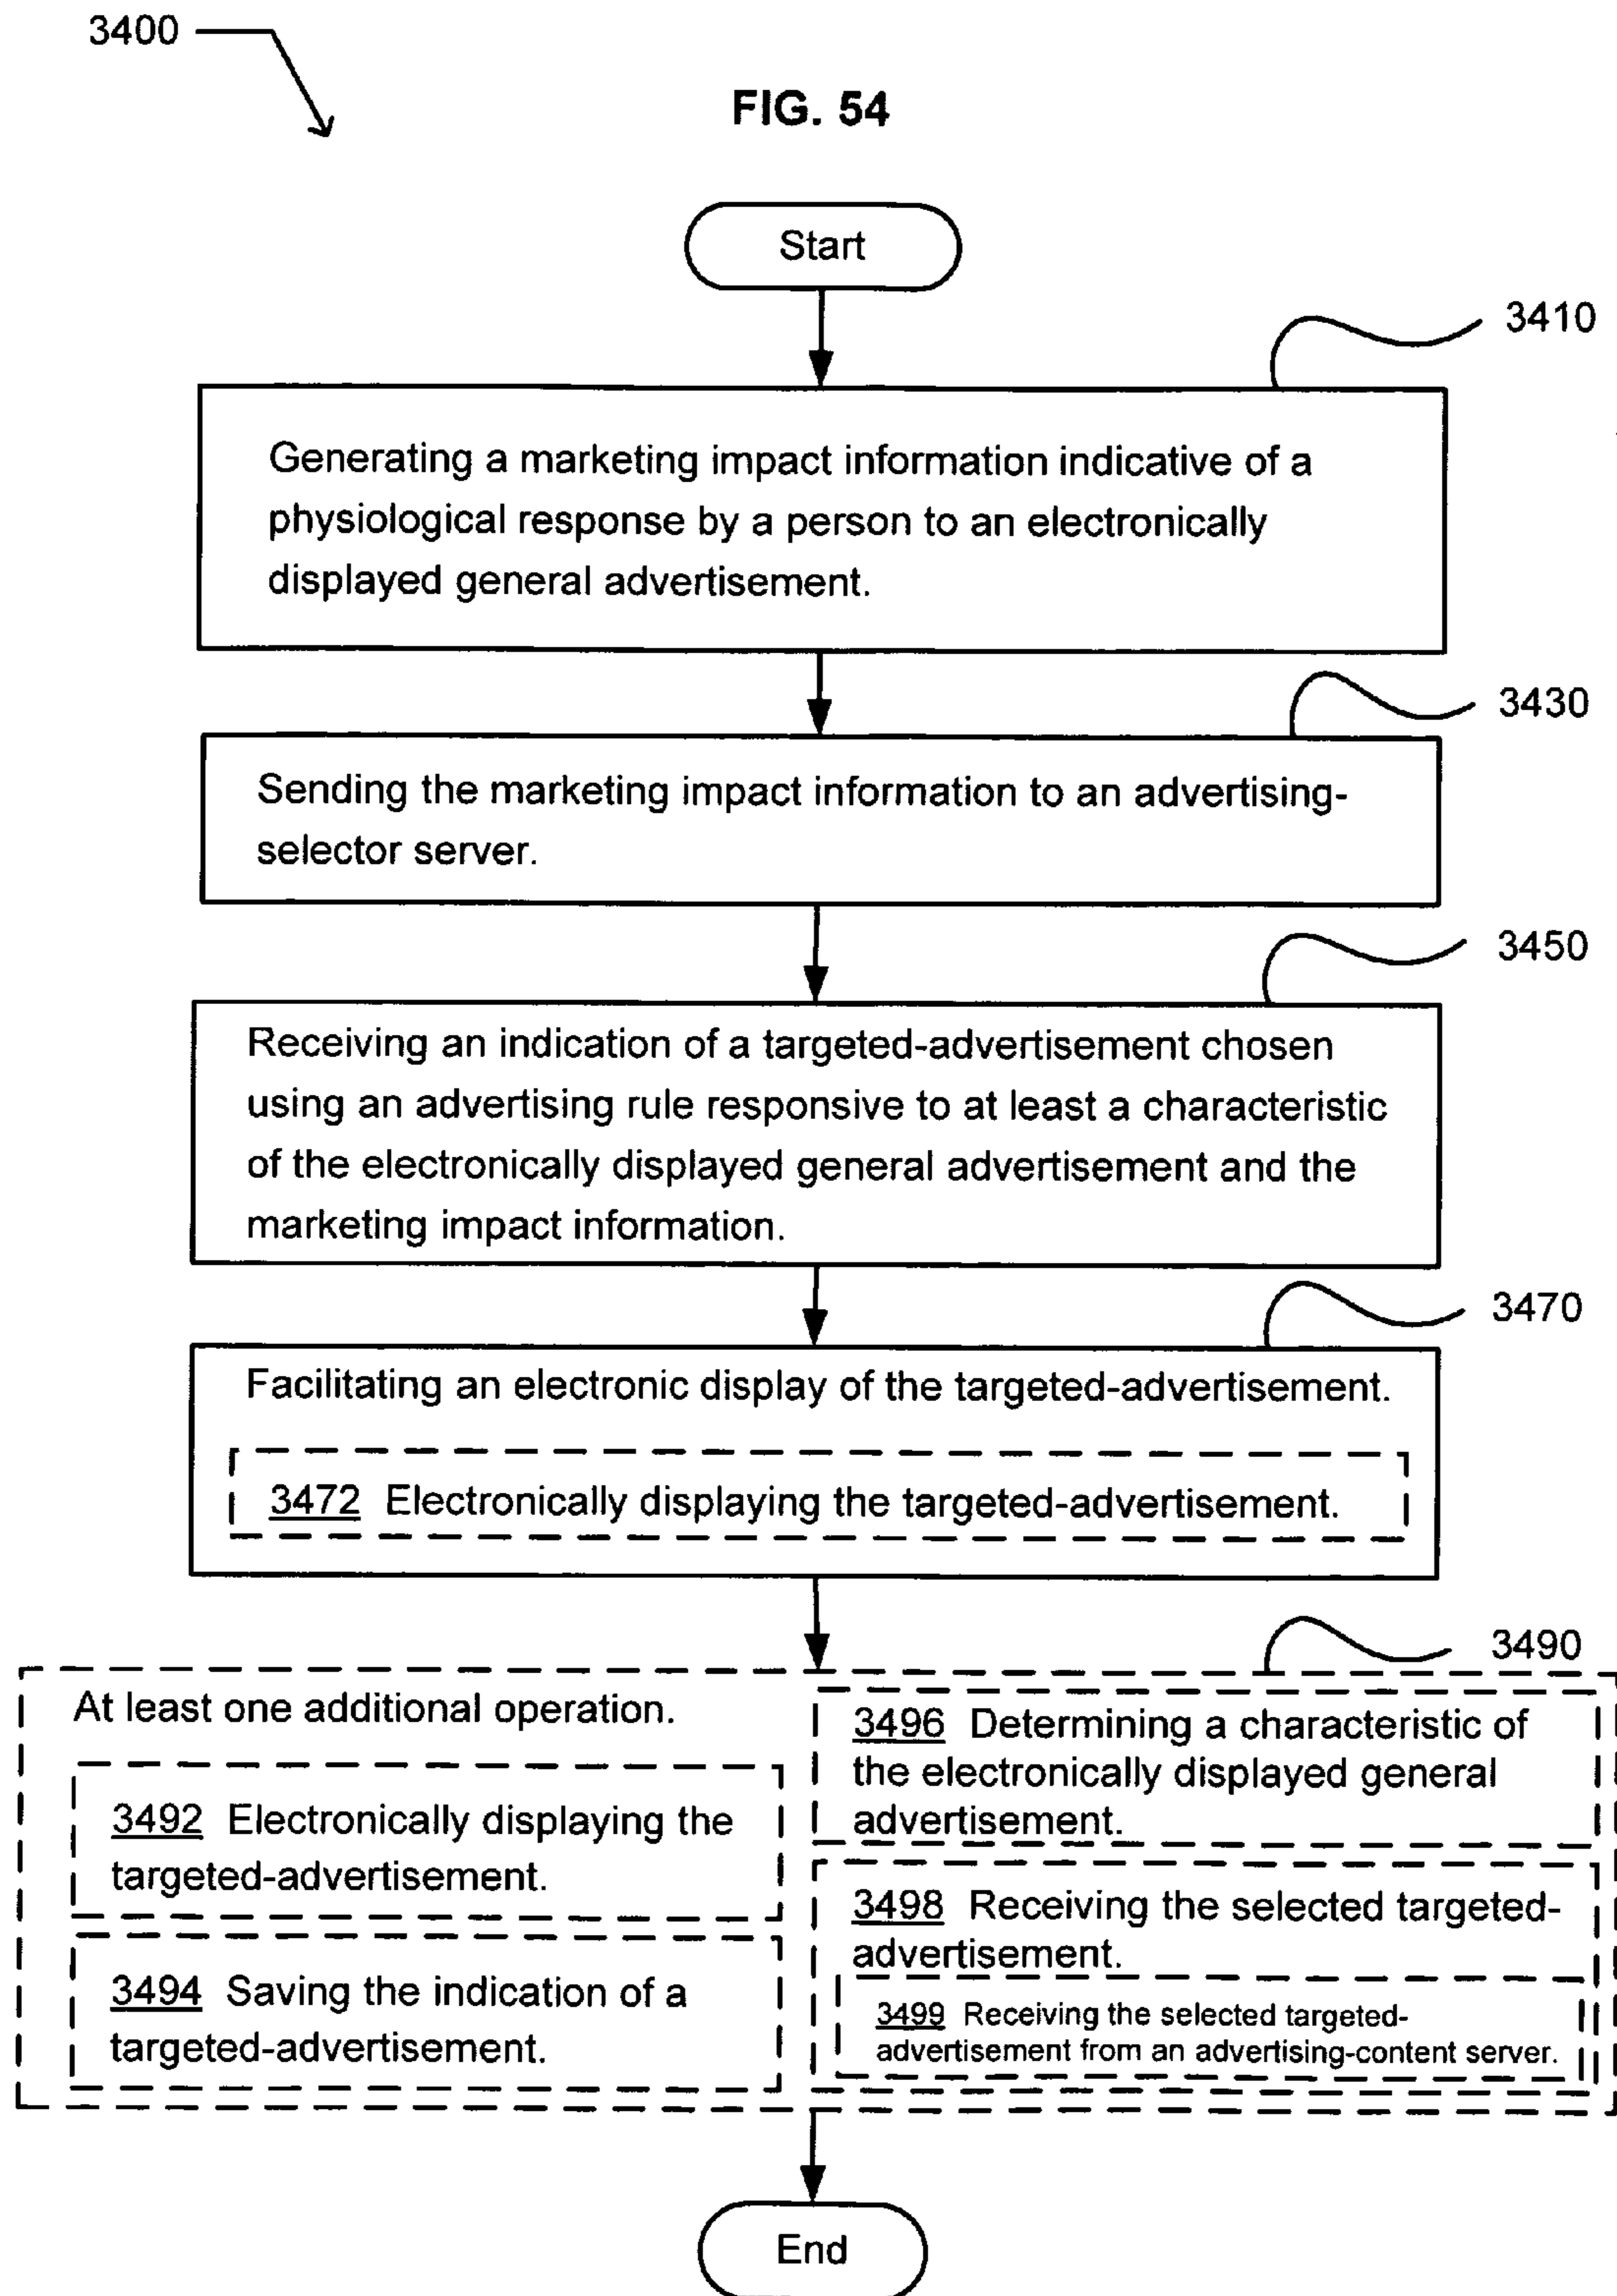 3400
FIG. 54
Start
3410
Generating a marketing impact information indicative of a
physiological response by a person to an electronically
displayed general advertisement.
3430
Sending the marketing impact information to an advertising-
selector server.
3450
Receiving an indication of a targeted-advertisement chosen
using an advertising rule responsive to at least a characteristic
of the electronically displayed general advertisement and the
marketing impact information.
3470
Facilitating an electronic display of the targeted-advertisement.
3472 Electronically displaying the targeted-advertisement.
3490
At least one additional operation.
3492 Electronically displaying the
targeted-advertisement.
3494 Saving the indication of a
targeted-advertisement.
3496 Determining a characteristic of
the electronically displayed general
advertisement.
3498 Receiving the selected targeted-
advertisement.
3499 Receiving the selected targeted-
advertisement from an advertising-content server.
End